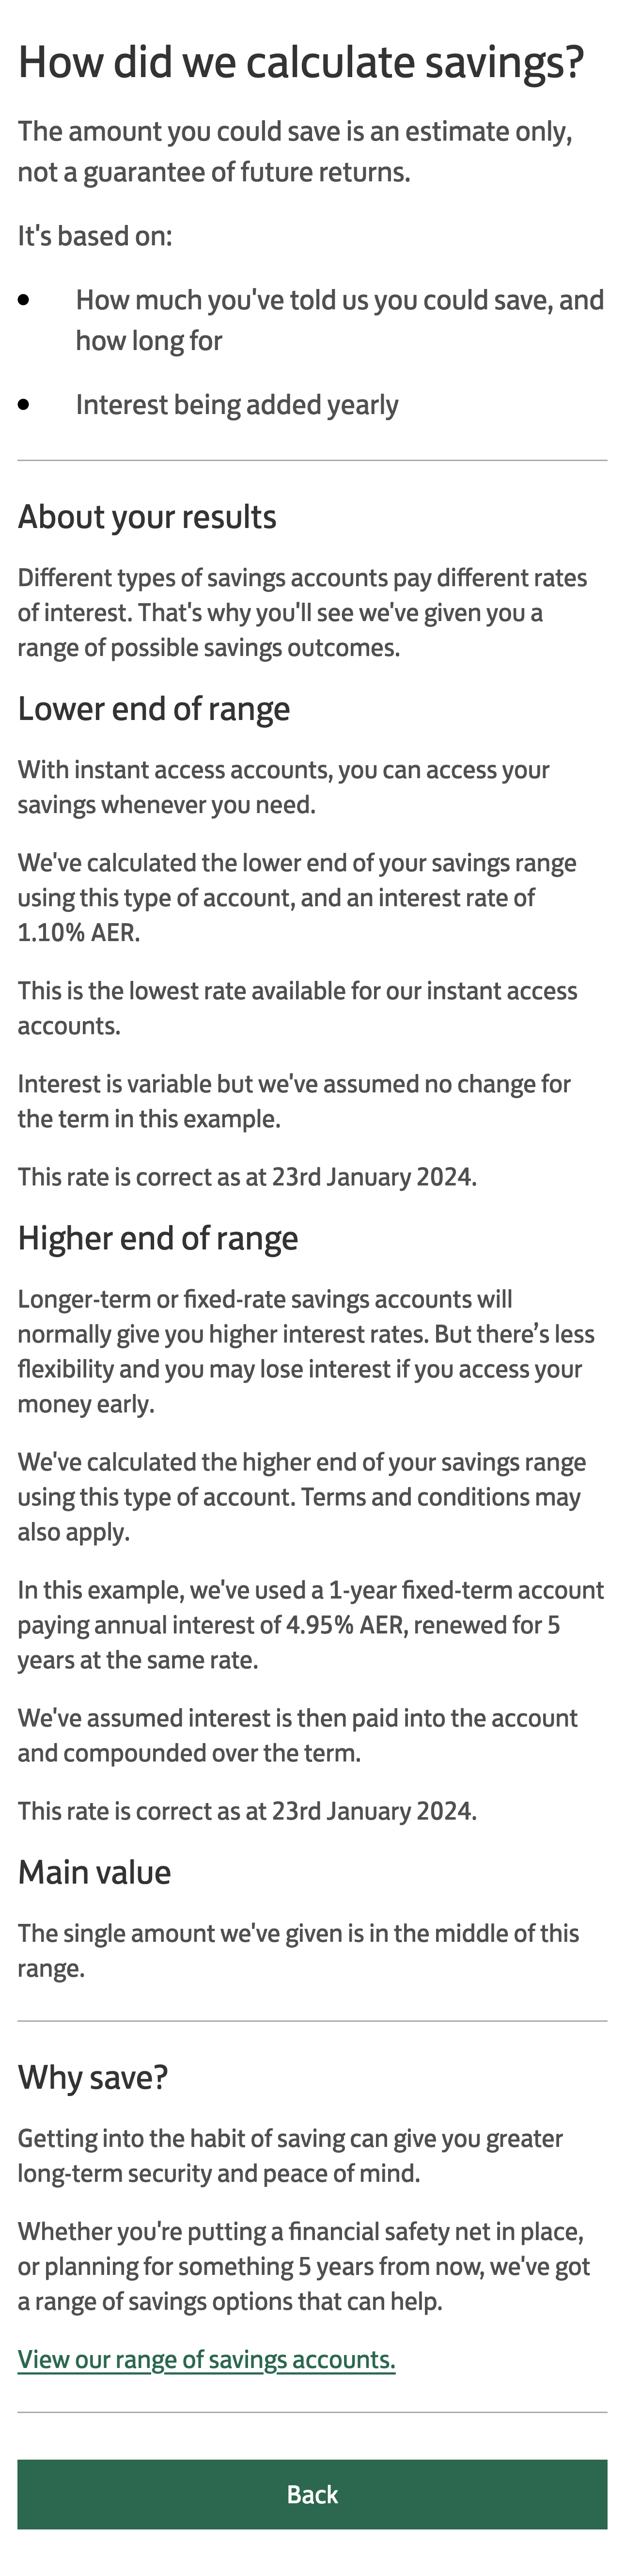 How did we calculate savings?
The amount you could save is an estimate only,
not a guarantee of future returns.
It's based on:
How much you've told us you could save, and
how long for
Interest being added yearly
About your results
Different types of savings accounts pay different rates
of interest. That's why you'll see we've given you a
range of possible savings outcomes.
Lower end of range
With instant access accounts, you can access your
savings whenever you need.
We've calculated the lower end of your savings range
using this type of account, and an interest rate of
1.10% AER.
This is the lowest rate available for our instant access
accounts.
Interest is variable but we've assumed no change for
the term in this example.
This rate is correct as at 23rd January 2024.
Higher end of range
Longer-term or fixed-rate savings accounts will
normally give you higher interest rates. But there’s less
flexibility and you may lose interest if you access your
money early.
We've calculated the higher end of your savings range
using this type of account. Terms and conditions may
also apply.
In this example, we've used a 1-year fixed-term account
paying annual interest of 4.95% AER, renewed for 5
years at the same rate.
We've assumed interest is then paid into the account
and compounded over the term.
This rate is correct as at 23rd January 2024.
Main value
The single amount we've given is in the middle of this
range.
Why save?
Getting into the habit of saving can give you greater
long-term security and peace of mind.
Whether you're putting a financial safety net in place,
or planning for something 5 years from now, we've got
a range of savings options that can help.
View our range of savings accounts.
Back